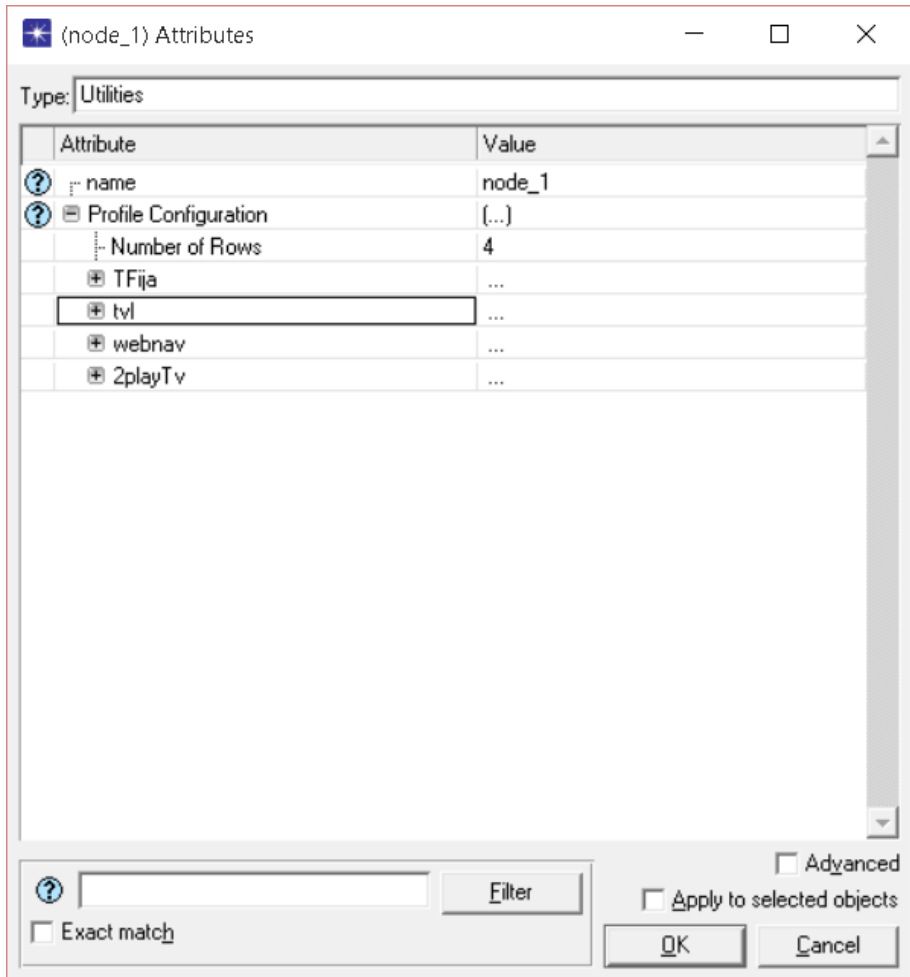 (node_1) Attributes
Type: Utilities
Attribute Value
name node_1
Profile Configuration (...)
Number of Rows 4
TFija ...
tvl ...
webnav ...
2playTv ...
Advanced
Filter
Apply to selected objects
Exact match
OK Cancel